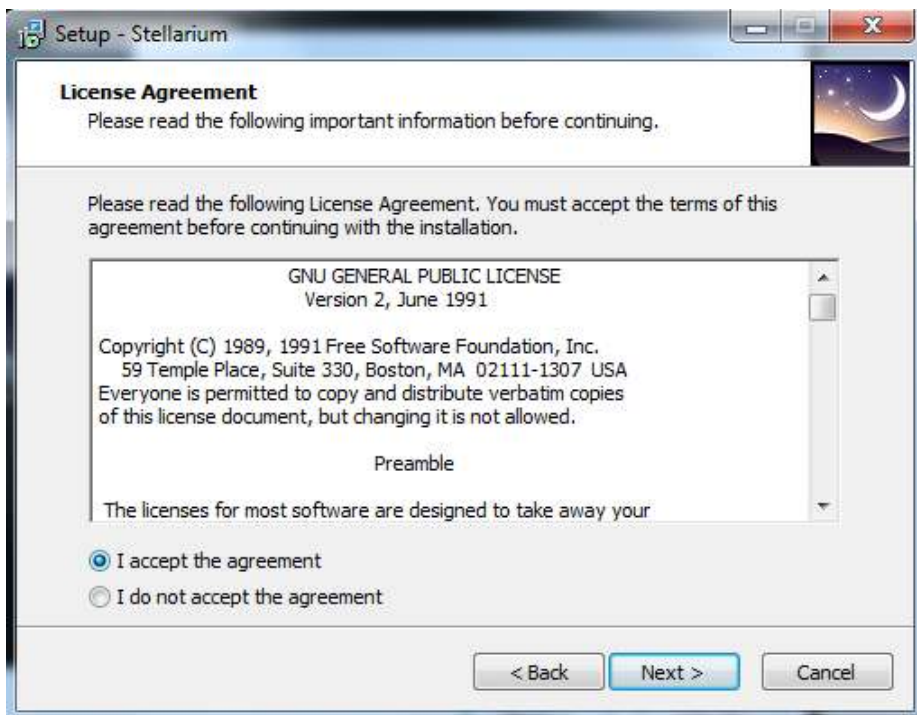 Setup - Stellarium
License Agreement
Please read the following important information before continuing.
Please read the following License Agreement. You must accept the terms of this
agreement before continuing with the installation.
GNU GENERAL PUBLIC LICENSE
Version 2, June 1991
Copyright (C) 1989, 1991 Free Software Foundation, Inc.
59 Temple Place, Suite 330, Boston, MA 02111-1307 USA
Everyone is permitted to copy and distribute verbatim copies
of this license document, but changing it is not allowed.
Preamble
The licenses for most software are designed to take away your
I accept the agreement
I do not accept the agreement
< Back Next > Cancel